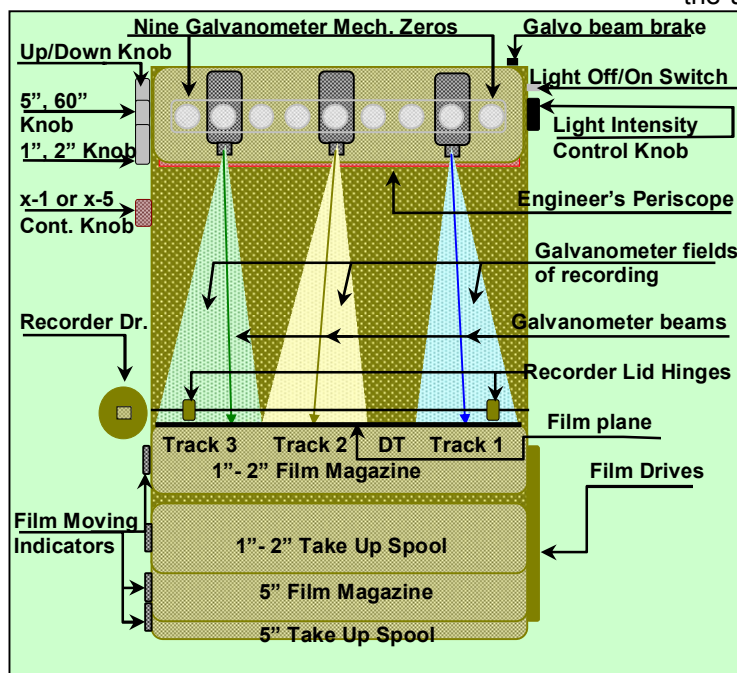 Nine Galvanometer Mech. Zeros
Galvo beam brake
Up/Down Knob
Light Off/On Switch
5”, 60”
Knob
1”, 2” Knob
Light Intensity
Control Knob
x-1 or x-5
Cont. Knob
Engineer’s Periscope
Galvanometer fields
of recording
Recorder Dr.
Galvanometer beams
Recorder Lid Hinges
Film plane
Track 3 Track 2 DT Track 1
1”- 2” Film Magazine
Film Drives
Film Moving
Indicators
1”- 2” Take Up Spool
5” Film Magazine
5” Take Up Spool